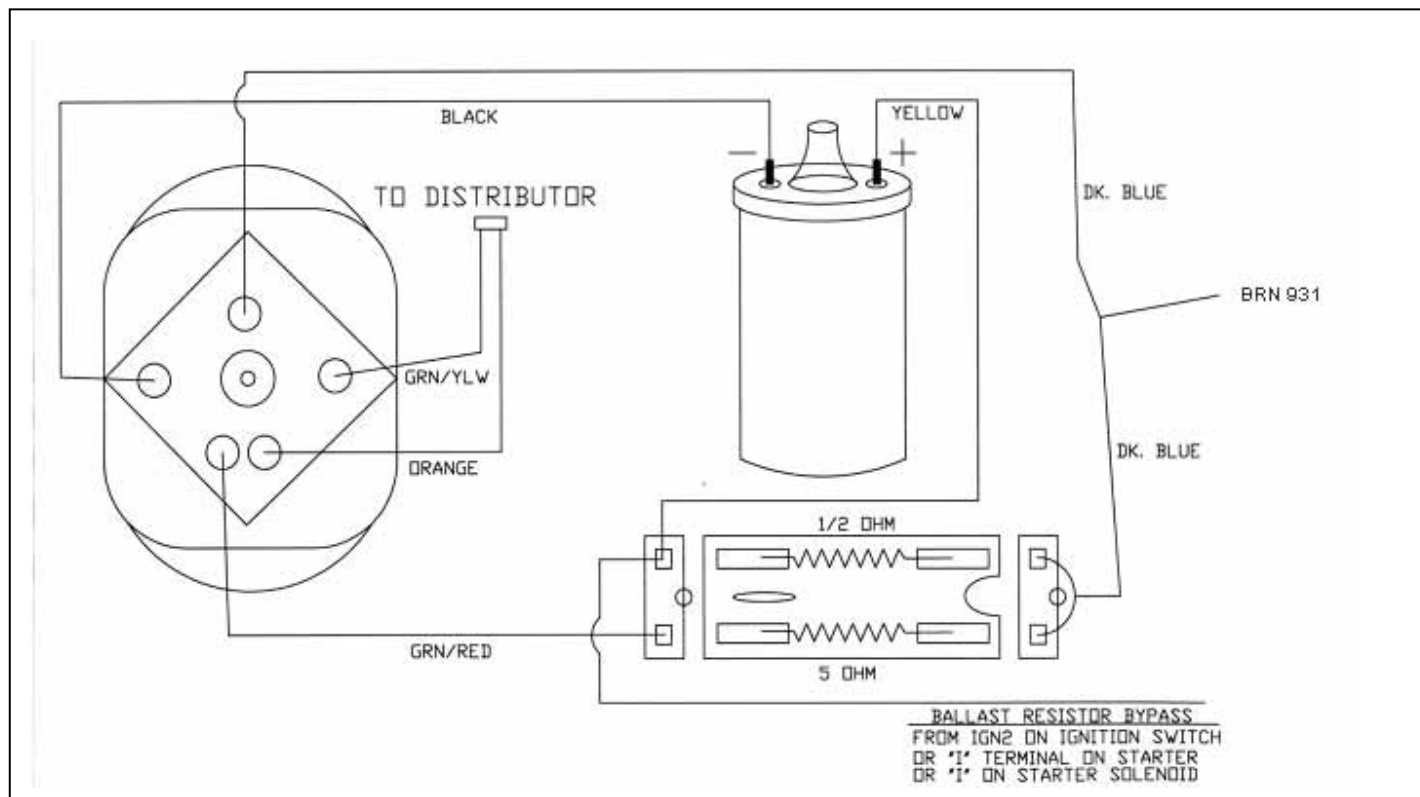 BLACK
YELLOW
− +
TO DISTRIBUTOR
DK. BLUE
BRN 931
GRN/YLW
ORANGE
DK. BLUE
1/2 OHM
GRN/RED
5 OHM
BALLAST RESISTOR BYPASS
FROM IGN2 ON IGNITION SWITCH
OR "I" TERMINAL ON STARTER
OR "I" ON STARTER SOLENOID